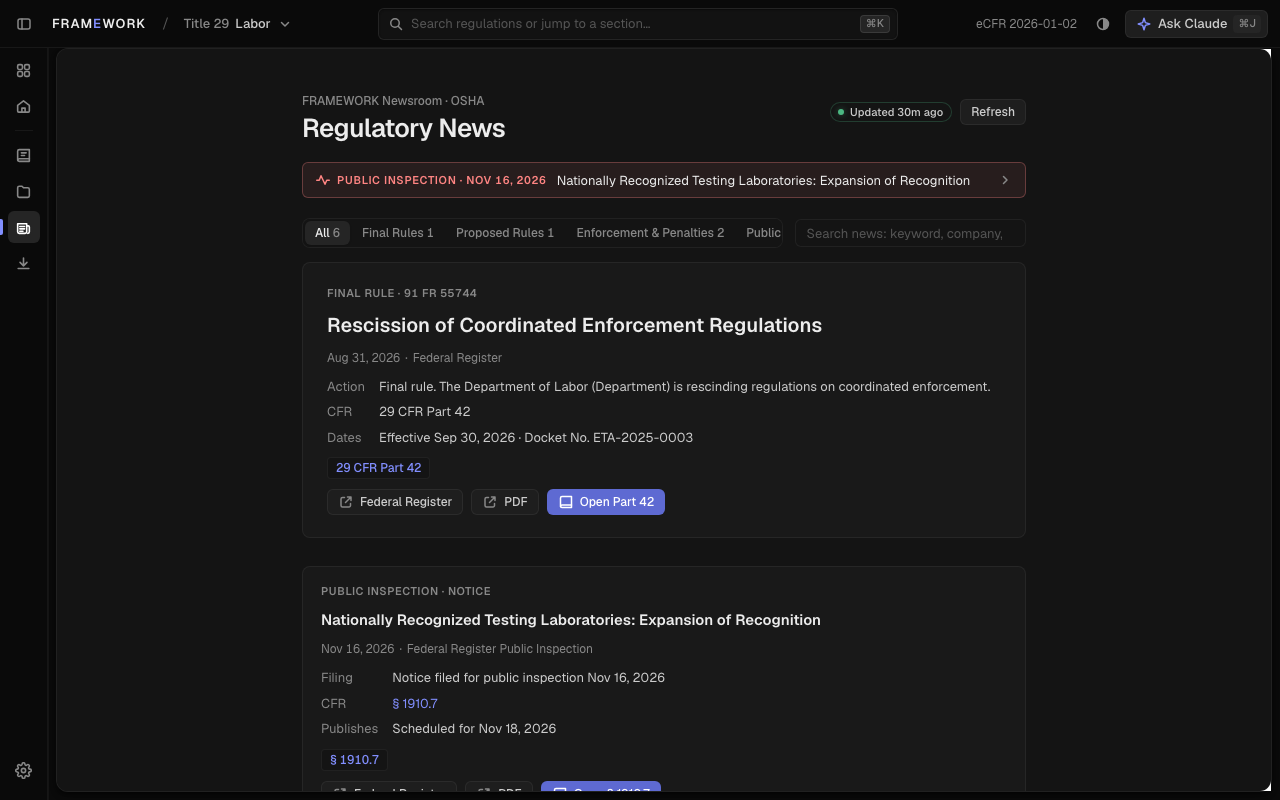 FRAMEWORK / Title 29 Labor
Search regulations or jump to a section… ⌘K
eCFR 2026-01-02
Ask Claude ⌘J
FRAMEWORK Newsroom · OSHA
Regulatory News
Updated 30m ago
Refresh
PUBLIC INSPECTION · NOV 16, 2026 Nationally Recognized Testing Laboratories: Expansion of Recognition
All 6 Final Rules 1 Proposed Rules 1 Enforcement & Penalties 2 Public
Search news: keyword, company,
FINAL RULE · 91 FR 55744
Rescission of Coordinated Enforcement Regulations
Aug 31, 2026 · Federal Register
Action Final rule. The Department of Labor (Department) is rescinding regulations on coordinated enforcement.
CFR 29 CFR Part 42
Dates Effective Sep 30, 2026 · Docket No. ETA-2025-0003
29 CFR Part 42
Federal Register PDF Open Part 42
PUBLIC INSPECTION · NOTICE
Nationally Recognized Testing Laboratories: Expansion of Recognition
Nov 16, 2026 · Federal Register Public Inspection
Filing Notice filed for public inspection Nov 16, 2026
CFR § 1910.7
Publishes Scheduled for Nov 18, 2026
§ 1910.7
Federal Register PDF Open § 1910.7